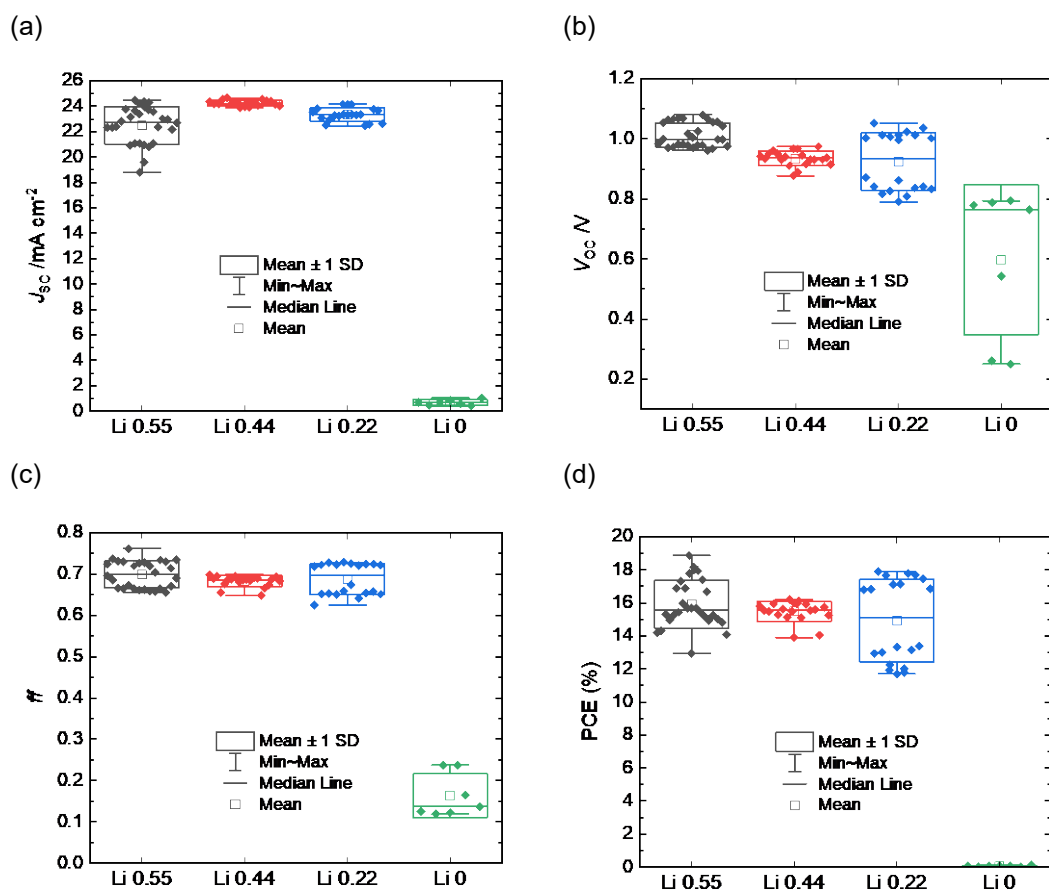 (a)
26
24
22
20
18
16
14
12
10
8
6
4
2
0
J_SC /mA cm⁻²
Mean ± 1 SD
Min~Max
Median Line
Mean
Li 0.55 Li 0.44 Li 0.22 Li 0
(b)
1.2
1.0
0.8
0.6
0.4
0.2
V_OC /V
Mean ± 1 SD
Min~Max
Median Line
Mean
Li 0.55 Li 0.44 Li 0.22 Li 0
(c)
0.8
0.7
0.6
0.5
0.4
0.3
0.2
0.1
0.0
ff
Mean ± 1 SD
Min~Max
Median Line
Mean
Li 0.55 Li 0.44 Li 0.22 Li 0
(d)
20
18
16
14
12
10
8
6
4
2
0
PCE (%)
Mean ± 1 SD
Min~Max
Median Line
Mean
Li 0.55 Li 0.44 Li 0.22 Li 0